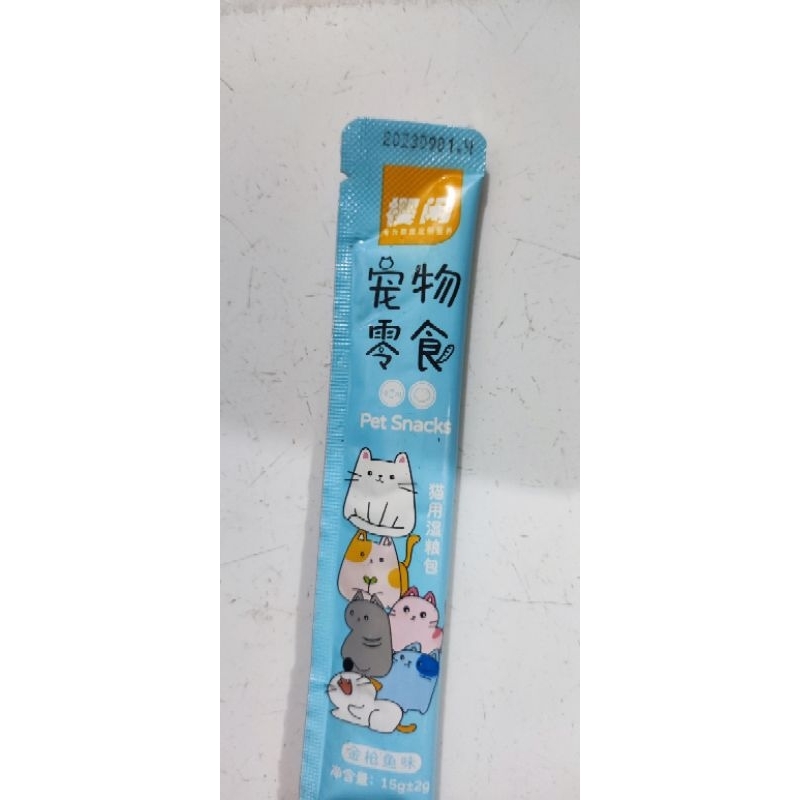 20230901.4
宠物
零食
Pet Snacks
猫用湿粮包
金枪鱼味
净含量：15g±2g